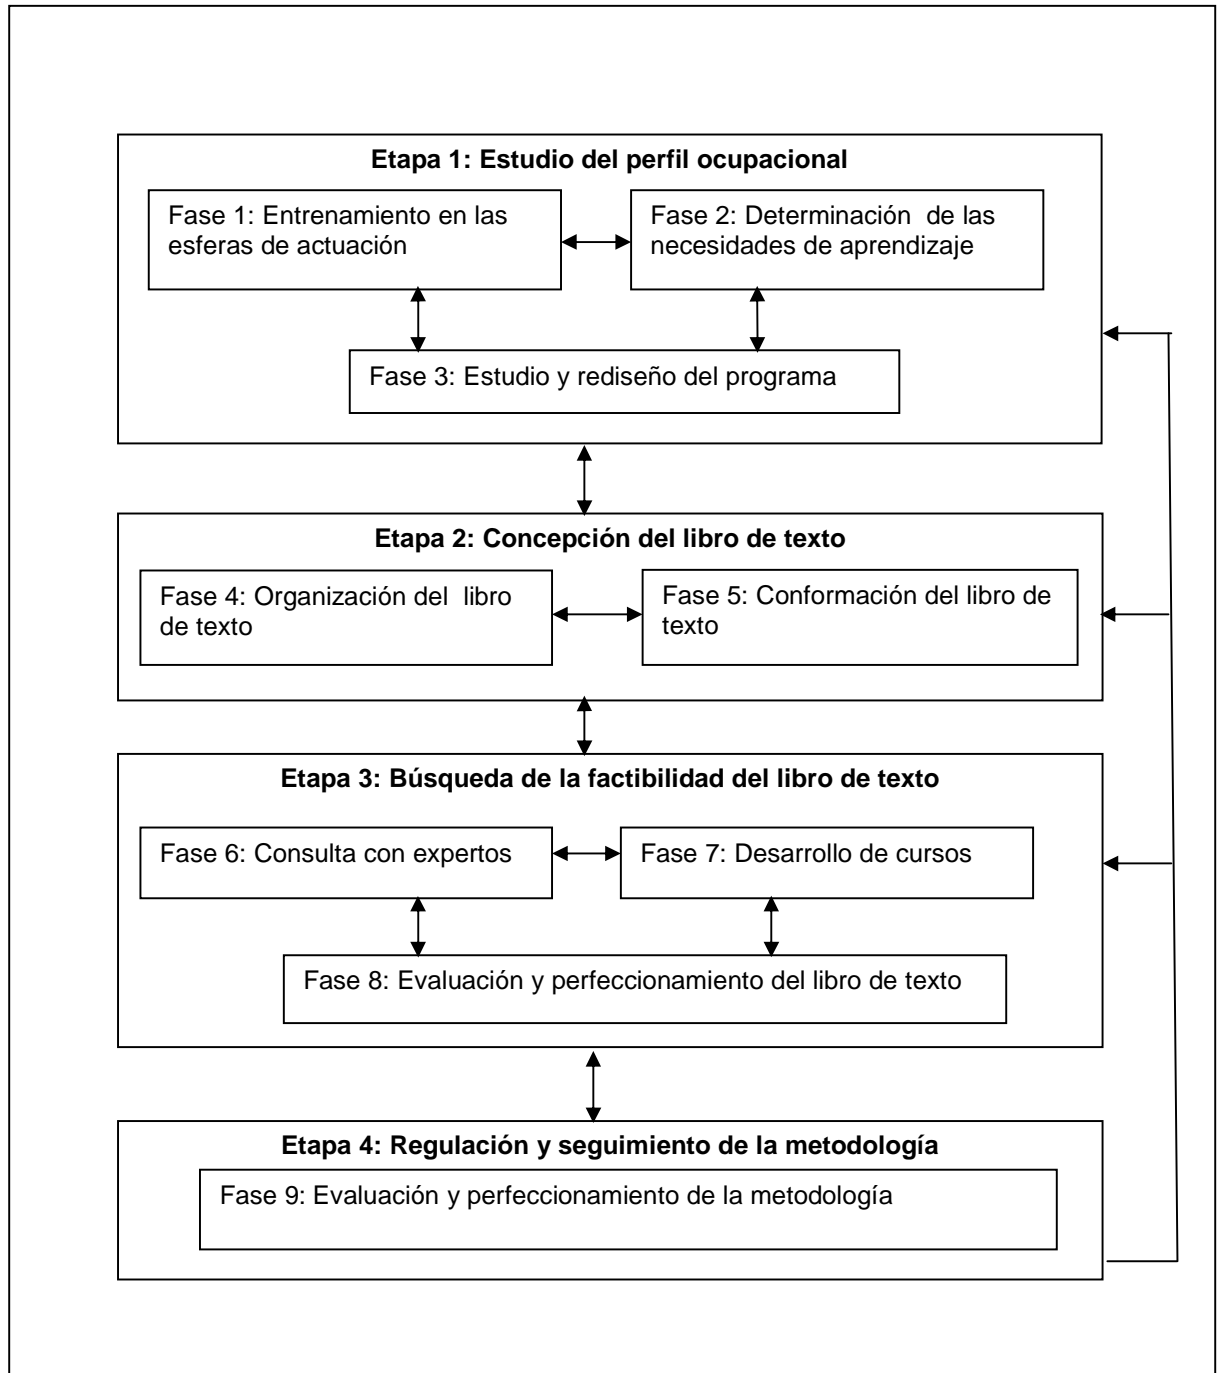 Etapa 1: Estudio del perfil ocupacional
Fase 1: Entrenamiento en las
esferas de actuación
Fase 2: Determinación  de las
necesidades de aprendizaje
Fase 3: Estudio y rediseño del programa
Etapa 2: Concepción del libro de texto
Fase 4: Organización del  libro
de texto
Fase 5: Conformación del libro de
texto
Etapa 3: Búsqueda de la factibilidad del libro de texto
Fase 6: Consulta con expertos
Fase 7: Desarrollo de cursos
Fase 8: Evaluación y perfeccionamiento del libro de texto
Etapa 4: Regulación y seguimiento de la metodología
Fase 9: Evaluación y perfeccionamiento de la metodología